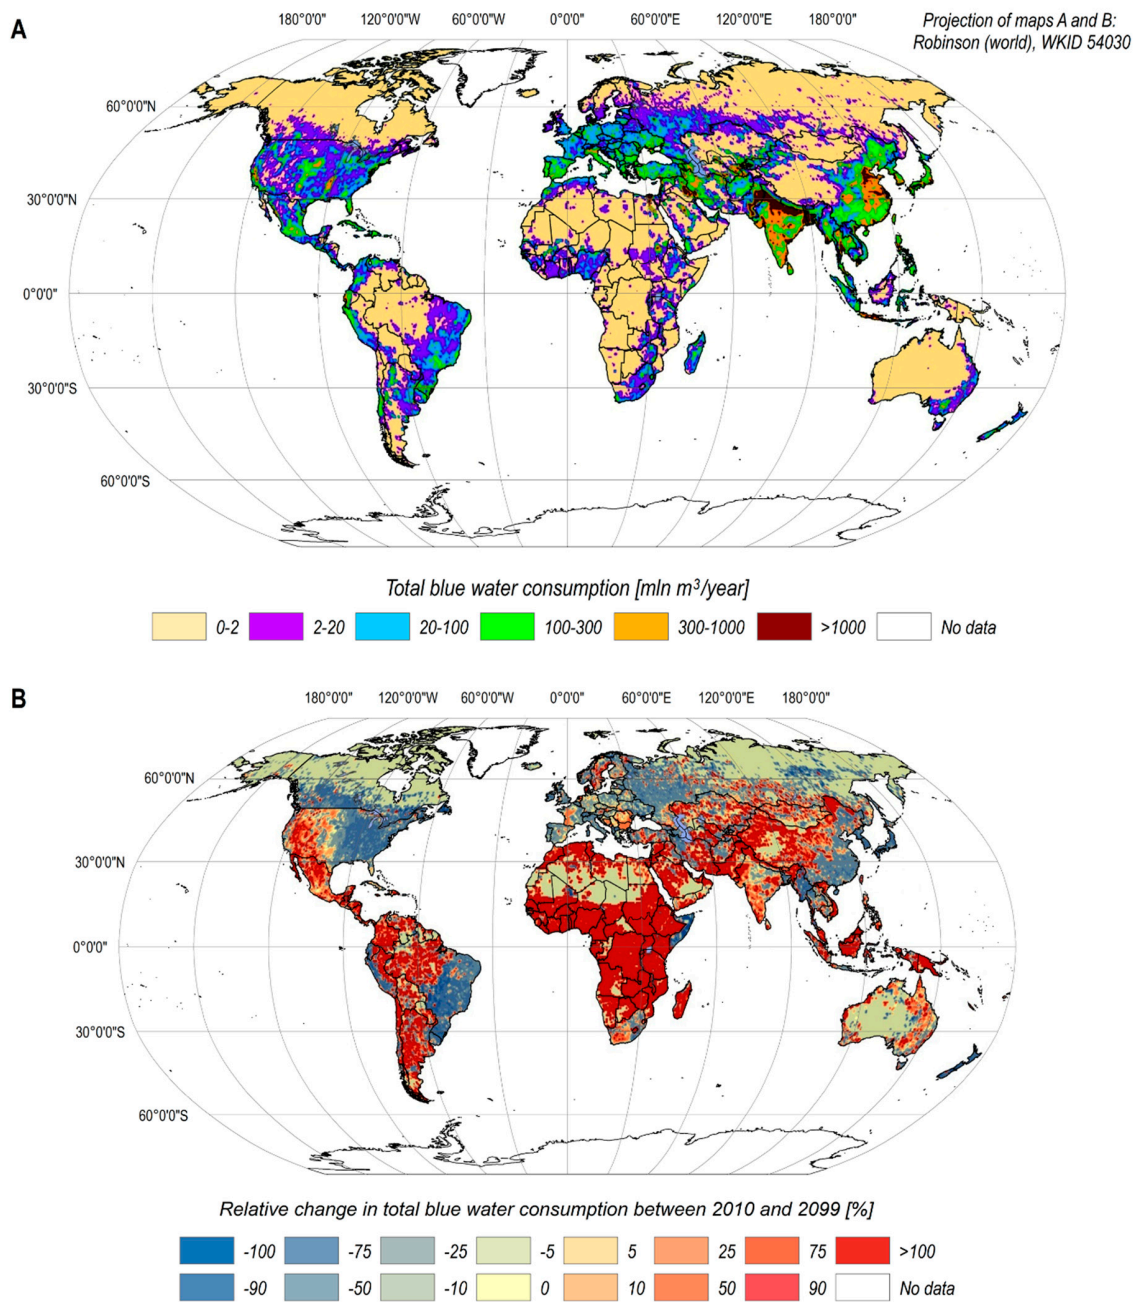 A
180°0'0" 120°0'0"W 60°0'0"W 0°0'0" 60°0'0"E 120°0'0"E 180°0'0"
Projection of maps A and B:
Robinson (world), WKID 54030
60°0'0"N
30°0'0"N
0°0'0"
30°0'0"S
60°0'0"S
Total blue water consumption [mln m³/year]
0-2 2-20 20-100 100-300 300-1000 >1000 No data
B
180°0'0" 120°0'0"W 60°0'0"W 0°0'0" 60°0'0"E 120°0'0"E 180°0'0"
60°0'0"N
30°0'0"N
0°0'0"
30°0'0"S
60°0'0"S
Relative change in total blue water consumption between 2010 and 2099 [%]
-100 -75 -25 -5 5 25 75 >100
-90 -50 -10 0 10 50 90 No data